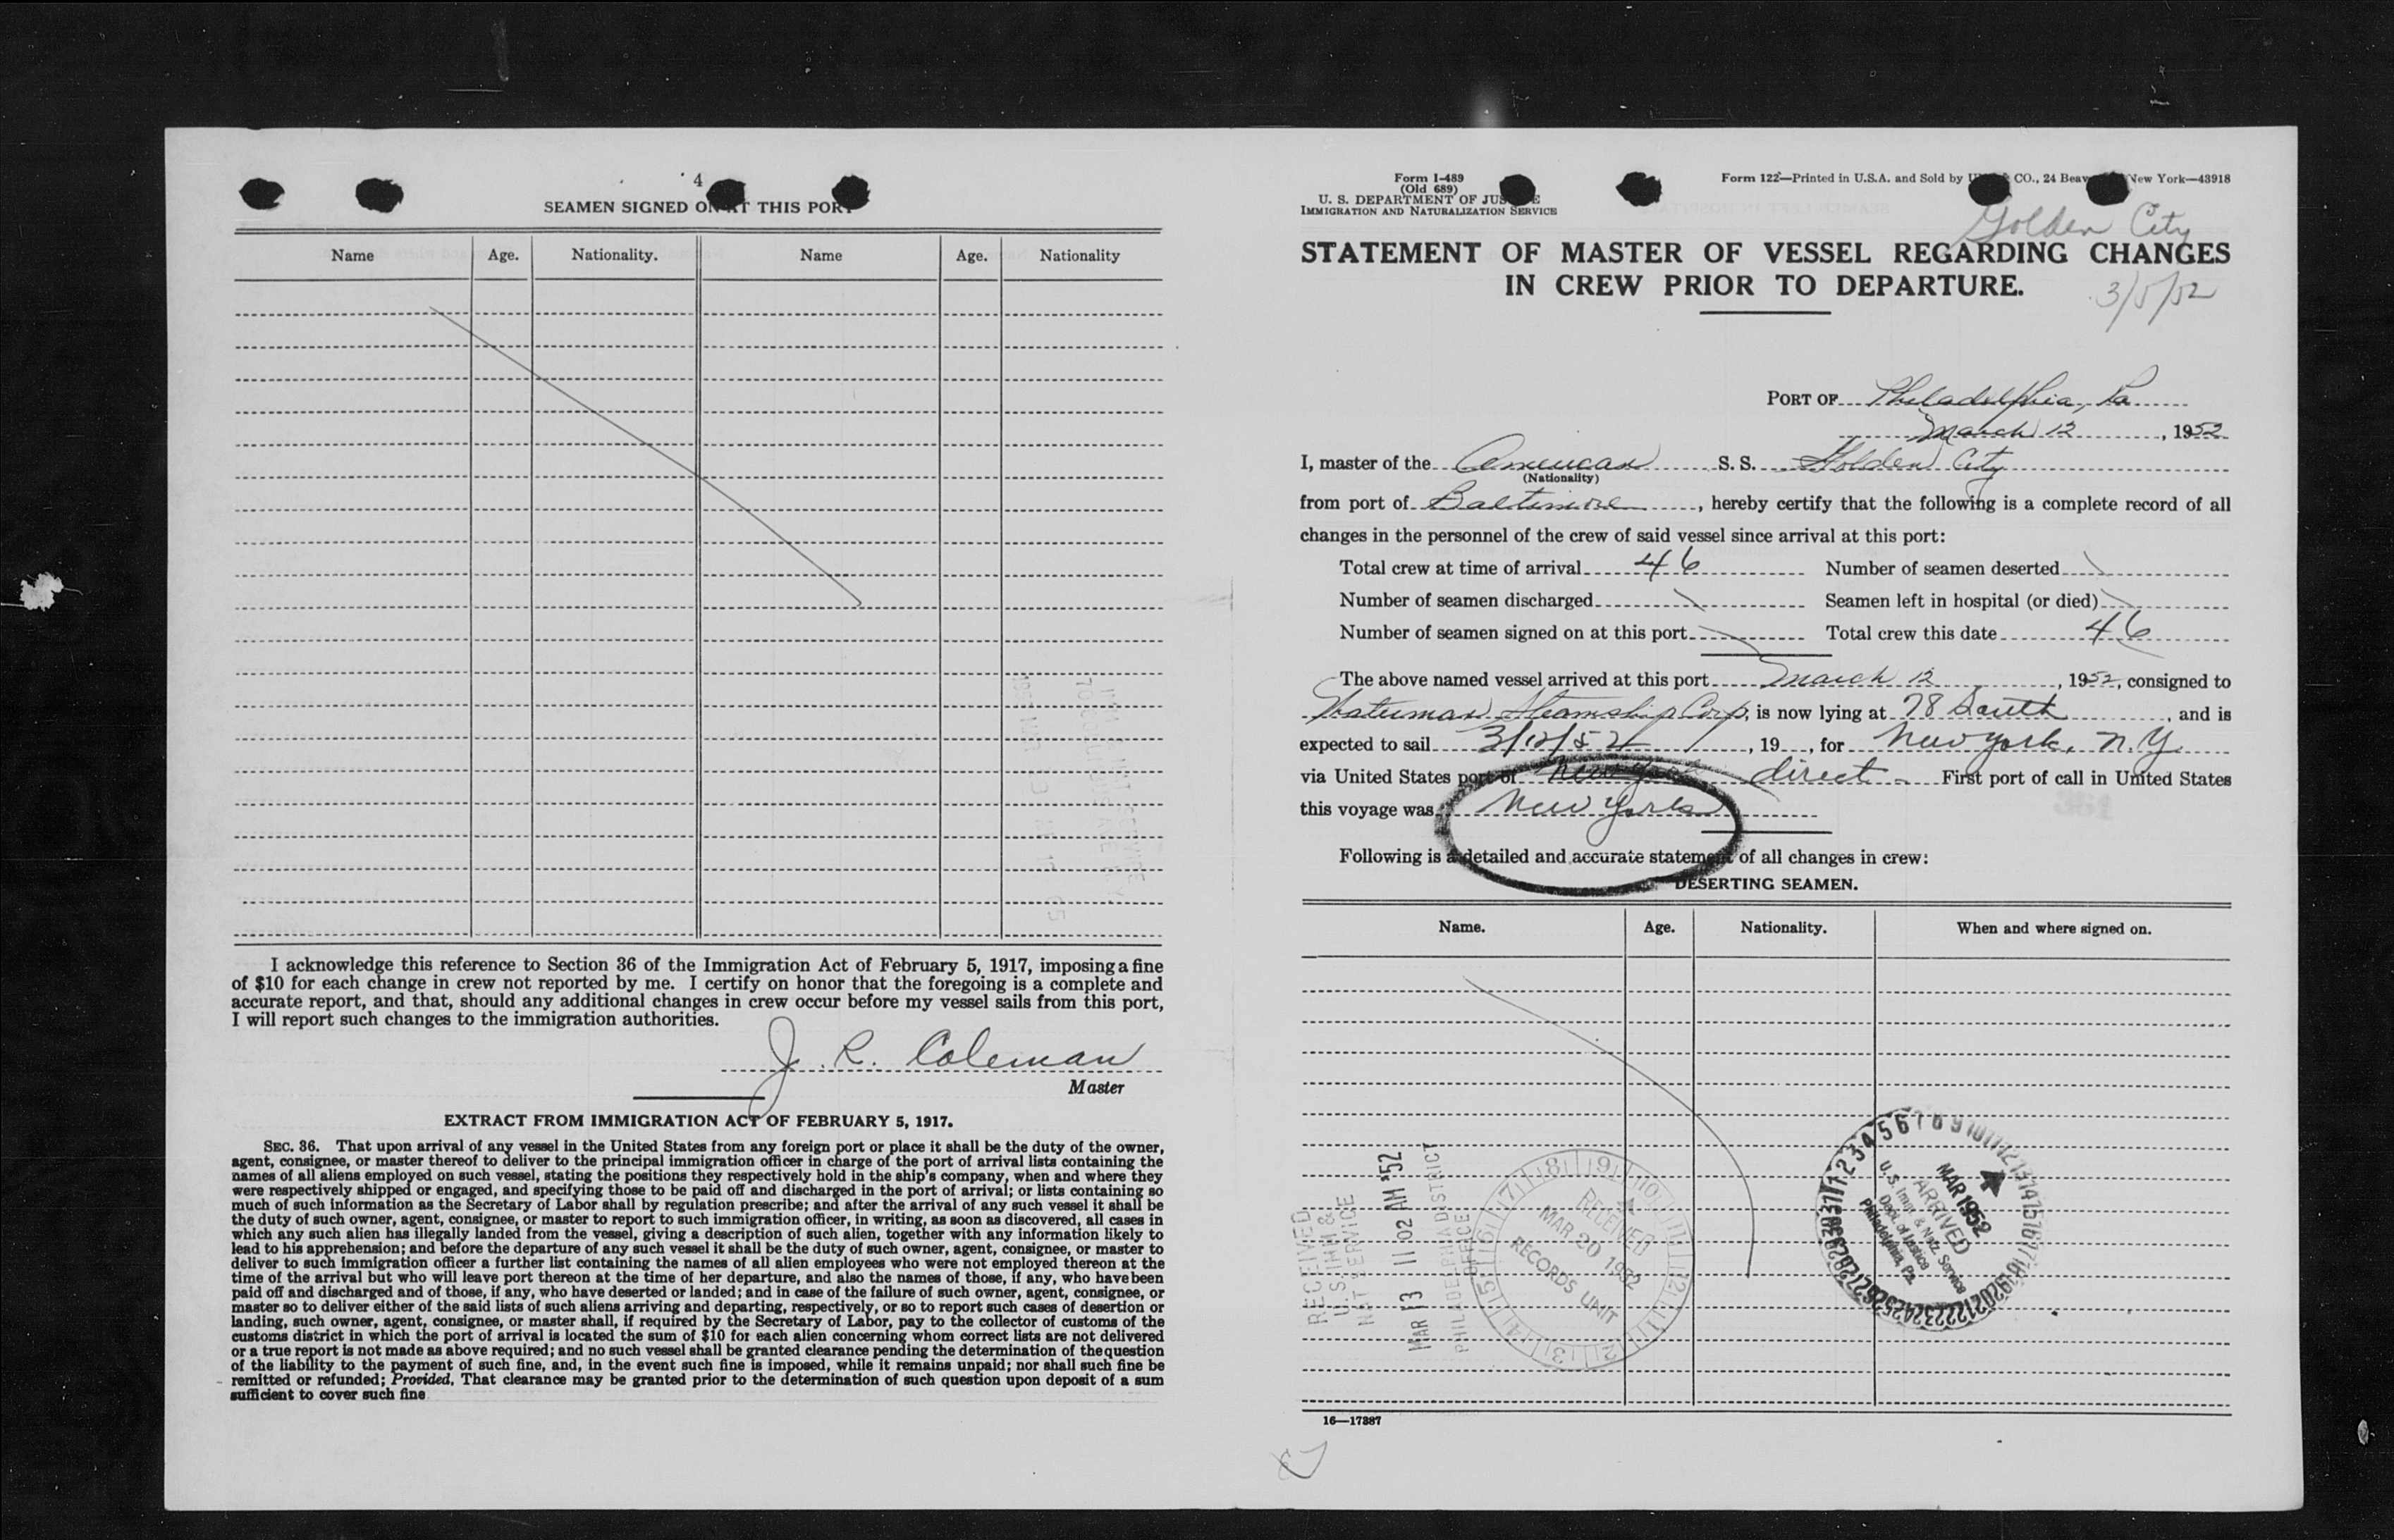 4
SEAMEN SIGNED ON AT THIS PORT
Name Age. Nationality. Name Age. Nationality
I acknowledge this reference to Section 36 of the Immigration Act of February 5, 1917, imposing a fine
of $10 for each change in crew not reported by me. I certify on honor that the foregoing is a complete and
accurate report, and that, should any additional changes in crew occur before my vessel sails from this port,
I will report such changes to the immigration authorities.
J. R. Coleman
Master
EXTRACT FROM IMMIGRATION ACT OF FEBRUARY 5, 1917.
SEC. 36. That upon arrival of any vessel in the United States from any foreign port or place it shall be the duty of the owner,
agent, consignee, or master thereof to deliver to the principal immigration officer in charge of the port of arrival lists containing the
names of all aliens employed on such vessel, stating the positions they respectively hold in the ship's company, when and where they
were respectively shipped or engaged, and specifying those to be paid off and discharged in the port of arrival; or lists containing so
much of such information as the Secretary of Labor shall by regulation prescribe; and after the arrival of any such vessel it shall be
the duty of such owner, agent, consignee, or master to report to such immigration officer, in writing, as soon as discovered, all cases in
which any such alien has illegally landed from the vessel, giving a description of such alien, together with any information likely to
lead to his apprehension; and before the departure of any such vessel it shall be the duty of such owner, agent, consignee, or master to
deliver to such immigration officer a further list containing the names of all alien employees who were not employed thereon at the
time of the arrival but who will leave port thereon at the time of her departure, and also the names of those, if any, who have been
paid off and discharged and of those, if any, who have deserted or landed; and in case of the failure of such owner, agent, consignee, or
master so to deliver either of the said lists of such aliens arriving and departing, respectively, or so to report such cases of desertion or
landing, such owner, agent, consignee, or master shall, if required by the Secretary of Labor, pay to the collector of customs of the
customs district in which the port of arrival is located the sum of $10 for each alien concerning whom correct lists are not delivered
or a true report is not made as above required; and no such vessel shall be granted clearance pending the determination of the question
of the liability to the payment of such fine, and, in the event such fine is imposed, while it remains unpaid; nor shall such fine be
remitted or refunded; Provided, That clearance may be granted prior to the determination of such question upon deposit of a sum
sufficient to cover such fine
Form I-489
(Old 689)
U. S. DEPARTMENT OF JUSTICE
IMMIGRATION AND NATURALIZATION SERVICE
Form 122—Printed in U.S.A. and Sold by CO., 24 Beaver New York—43918
Golden City
STATEMENT OF MASTER OF VESSEL REGARDING CHANGES
IN CREW PRIOR TO DEPARTURE.
3/5/52
PORT OF Philadelphia, Pa
March 12, 1952
I, master of the American S. S. Golden City
(Nationality)
from port of Baltimore, hereby certify that the following is a complete record of all
changes in the personnel of the crew of said vessel since arrival at this port:
Total crew at time of arrival 46 Number of seamen deserted
Number of seamen discharged Seamen left in hospital (or died)
Number of seamen signed on at this port Total crew this date 46
The above named vessel arrived at this port March 12, 1952, consigned to
Waterman Steamship Corp, is now lying at 78 South, and is
expected to sail 3/12/52, 19 , for New York, N.Y.
via United States port of New York direct - First port of call in United States
this voyage was New York
Following is a detailed and accurate statement of all changes in crew:
DESERTING SEAMEN.
Name. Age. Nationality. When and where signed on.
RECEIVED
U.S. IMM &
NAT SERVICE
MAR 13 11 02 AM '52
PHILADELPHIA DISTRICT
OFFICE
RECEIVED
MAR 20 1952
RECORDS UNIT
MAR 1952
ARRIVED
U.S. Imm. & Natz. Service
Dept. of Justice
Philadelphia, Pa.
16—17387